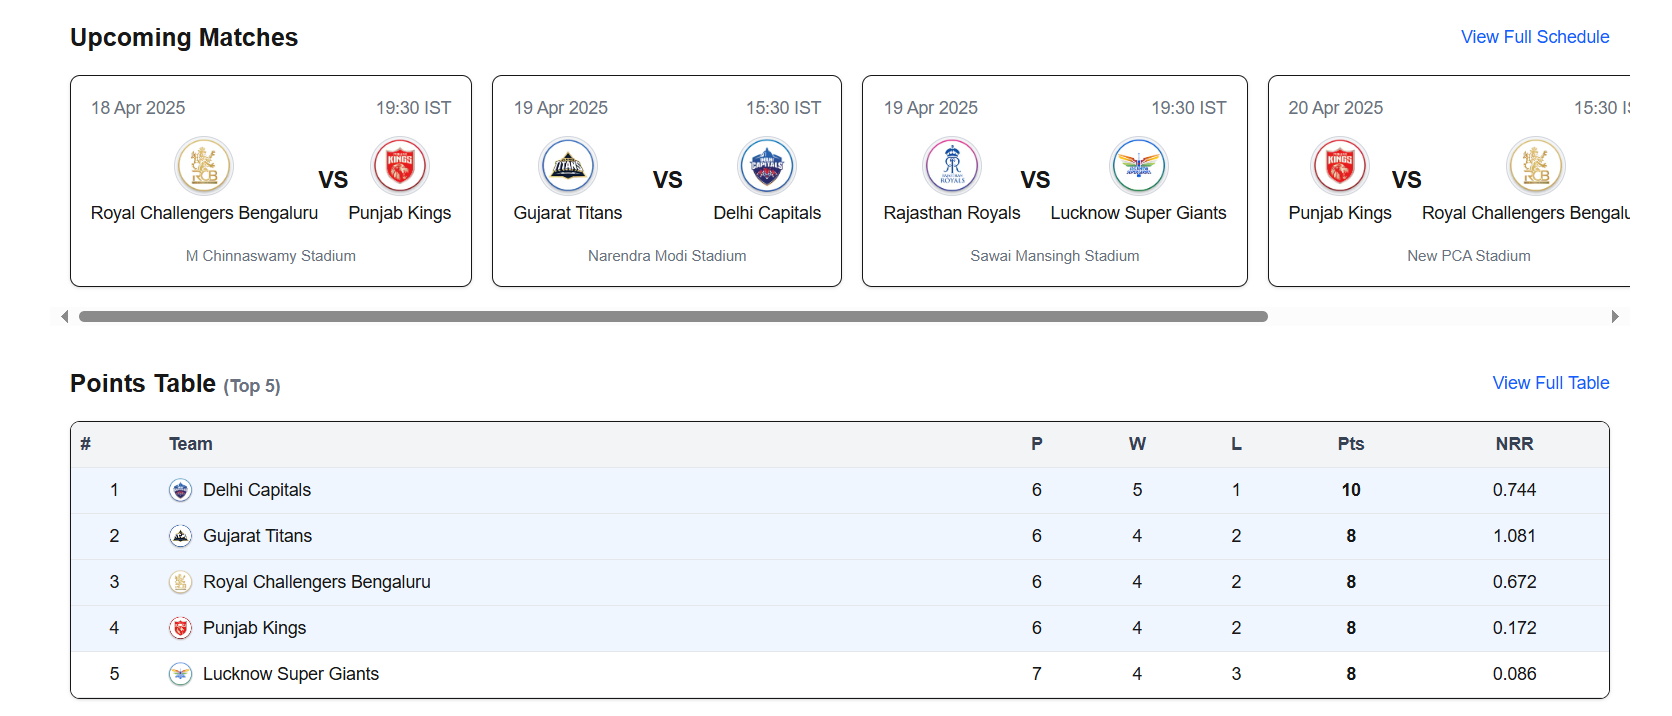 Upcoming Matches
View Full Schedule
18 Apr 2025 19:30 IST
VS
Royal Challengers Bengaluru Punjab Kings
M Chinnaswamy Stadium
19 Apr 2025 15:30 IST
VS
Gujarat Titans Delhi Capitals
Narendra Modi Stadium
19 Apr 2025 19:30 IST
VS
Rajasthan Royals Lucknow Super Giants
Sawai Mansingh Stadium
20 Apr 2025 15:30
VS
Punjab Kings Royal Challengers
New PCA Stadium
Points Table (Top 5)
View Full Table
# Team P W L Pts NRR
1 Delhi Capitals 6 5 1 10 0.744
2 Gujarat Titans 6 4 2 8 1.081
3 Royal Challengers Bengaluru 6 4 2 8 0.672
4 Punjab Kings 6 4 2 8 0.172
5 Lucknow Super Giants 7 4 3 8 0.086